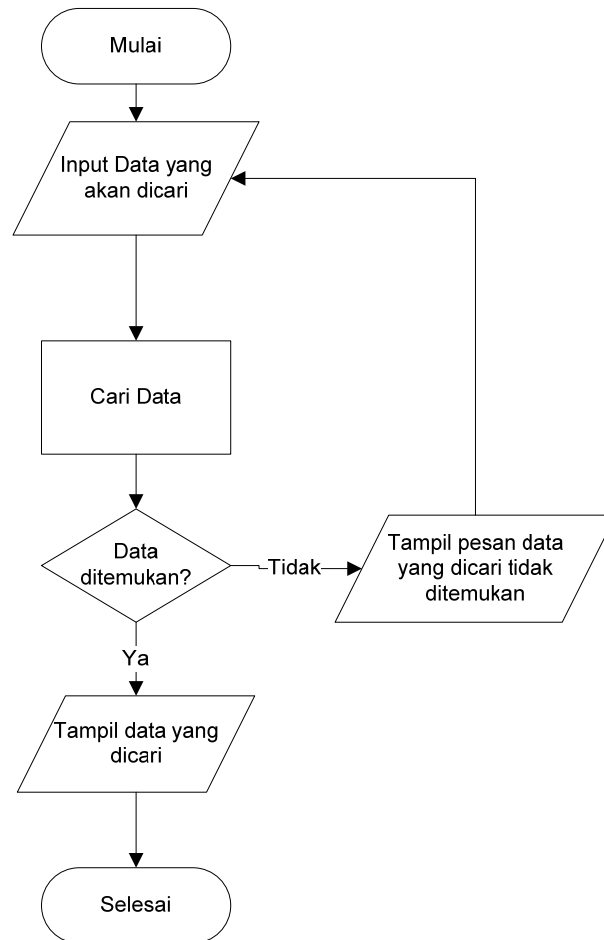 Mulai
Input Data yang
akan dicari
Cari Data
Data
ditemukan?
Tidak
Tampil pesan data
yang dicari tidak
ditemukan
Ya
Tampil data yang
dicari
Selesai